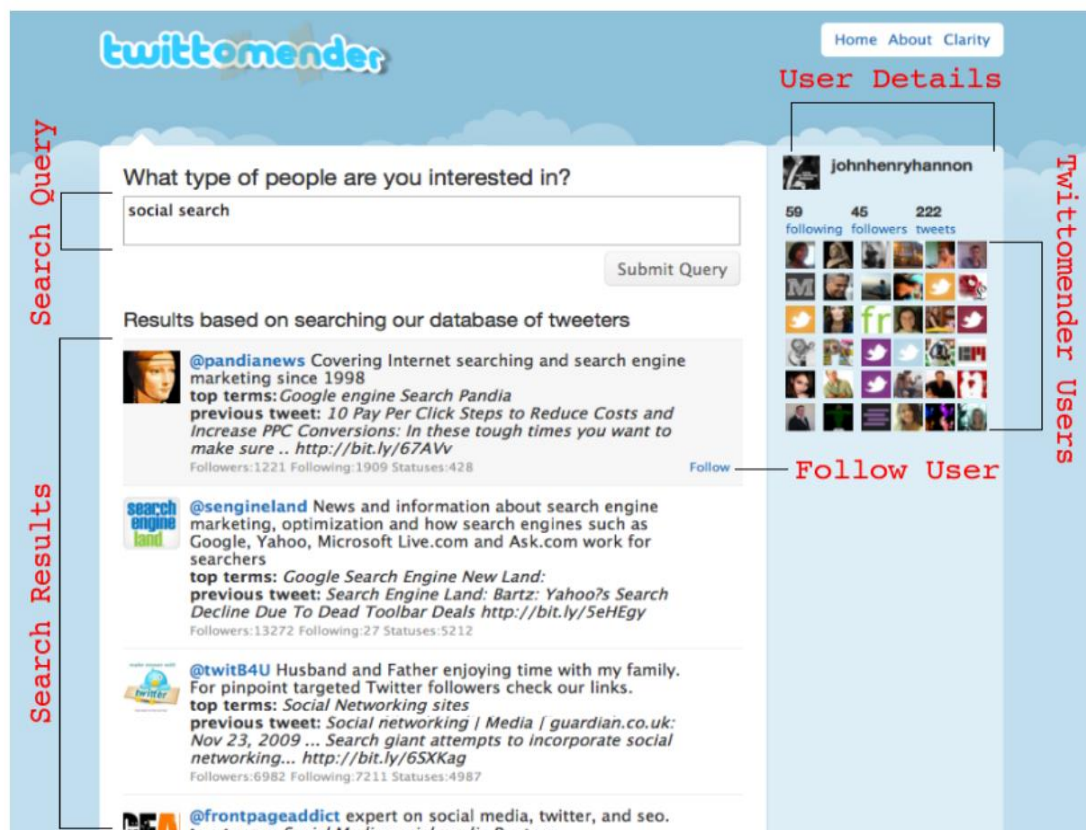 twittomender
Home About Clarity
User Details
Search Query
What type of people are you interested in?
social search
Submit Query
johnhenryhannon
59 45 222
following followers tweets
Twittomender Users
Results based on searching our database of tweeters
Search Results
@pandianews Covering Internet searching and search engine
marketing since 1998
top terms: Google engine Search Pandia
previous tweet: 10 Pay Per Click Steps to Reduce Costs and
Increase PPC Conversions: In these tough times you want to
make sure .. http://bit.ly/67AVv
Followers:1221 Following:1909 Statuses:428
Follow
Follow User
search
engine
land
@sengineland News and information about search engine
marketing, optimization and how search engines such as
Google, Yahoo, Microsoft Live.com and Ask.com work for
searchers
top terms: Google Search Engine New Land:
previous tweet: Search Engine Land: Bartz: Yahoo?s Search
Decline Due To Dead Toolbar Deals http://bit.ly/5eHEgy
Followers:13272 Following:27 Statuses:5212
twitter
@twitB4U Husband and Father enjoying time with my family.
For pinpoint targeted Twitter followers check our links.
top terms: Social Networking sites
previous tweet: Social networking | Media | guardian.co.uk:
Nov 23, 2009 ... Search giant attempts to incorporate social
networking... http://bit.ly/6SXKag
Followers:6982 Following:7211 Statuses:4987
@frontpageaddict expert on social media, twitter, and seo.